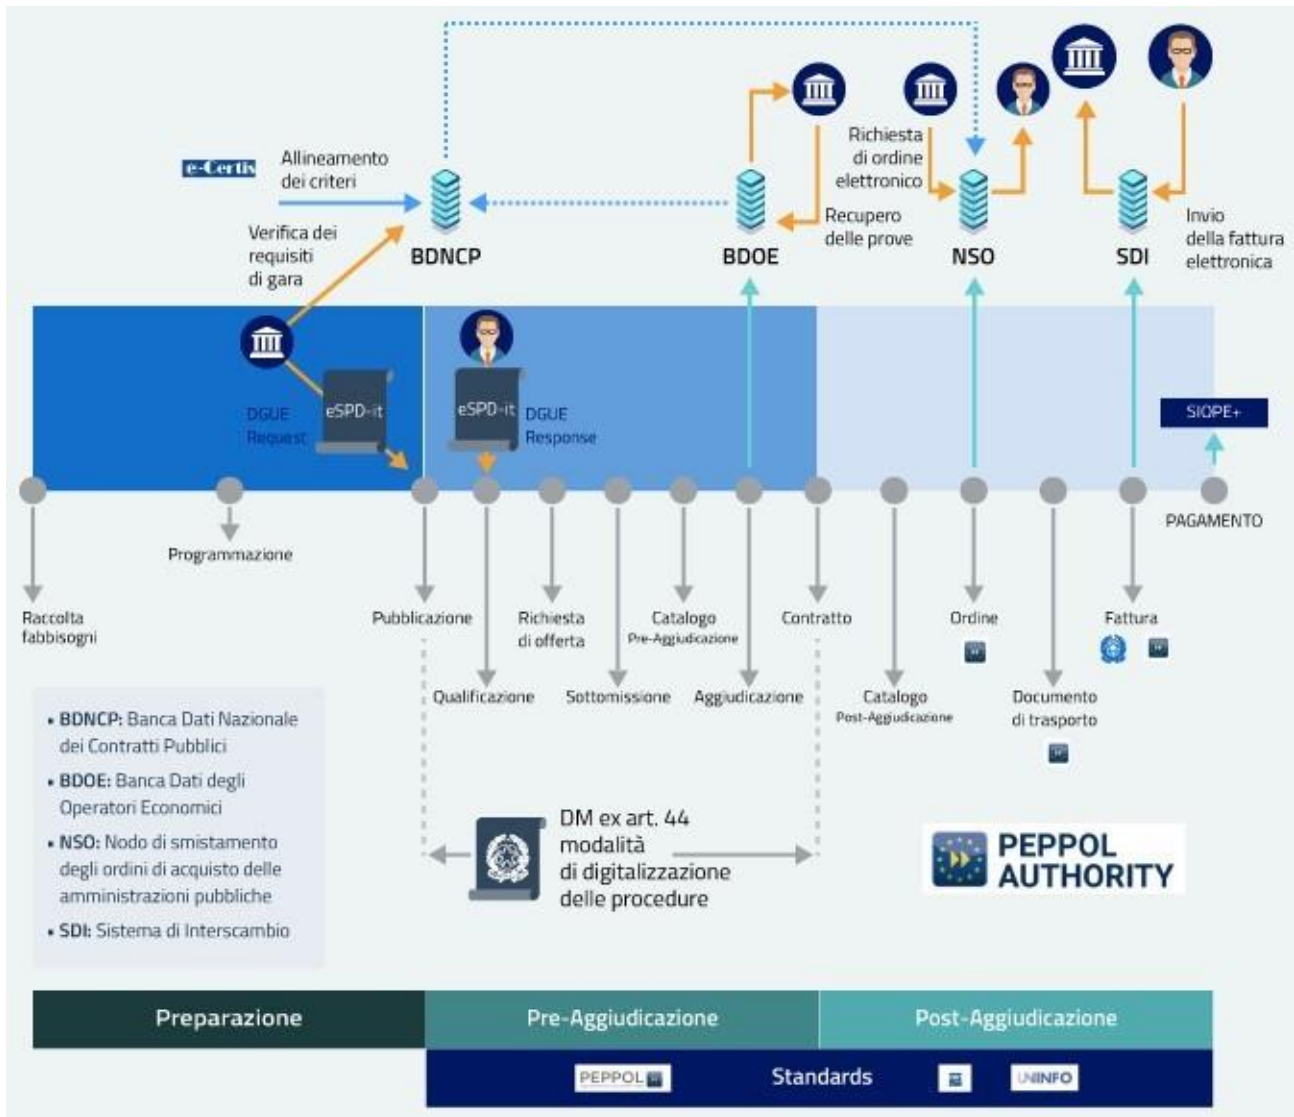 e-Certis
Allineamento
dei criteri
Verifica dei
requisiti
di gara
BDNCP
BDOE
Recupero
delle prove
Richiesta
di ordine
elettronico
NSO
SDI
Invio
della fattura
elettronica
DGUE
Request
eSPD-it
eSPD-it
DGUE
Response
SIOPE+
PAGAMENTO
Programmazione
Raccolta
fabbisogni
Pubblicazione
Richiesta
di offerta
Catalogo
Pre-Aggiudicazione
Contratto
Ordine
Fattura
Qualificazione
Sottomissione
Aggiudicazione
Catalogo
Post-Aggiudicazione
Documento
di trasporto
• BDNCP: Banca Dati Nazionale
dei Contratti Pubblici
• BDOE: Banca Dati degli
Operatori Economici
• NSO: Nodo di smistamento
degli ordini di acquisto delle
amministrazioni pubbliche
• SDI: Sistema di Interscambio
DM ex art. 44
modalità
di digitalizzazione
delle procedure
PEPPOL
AUTHORITY
Preparazione
Pre-Aggiudicazione
Post-Aggiudicazione
PEPPOL
Standards
UNINFO